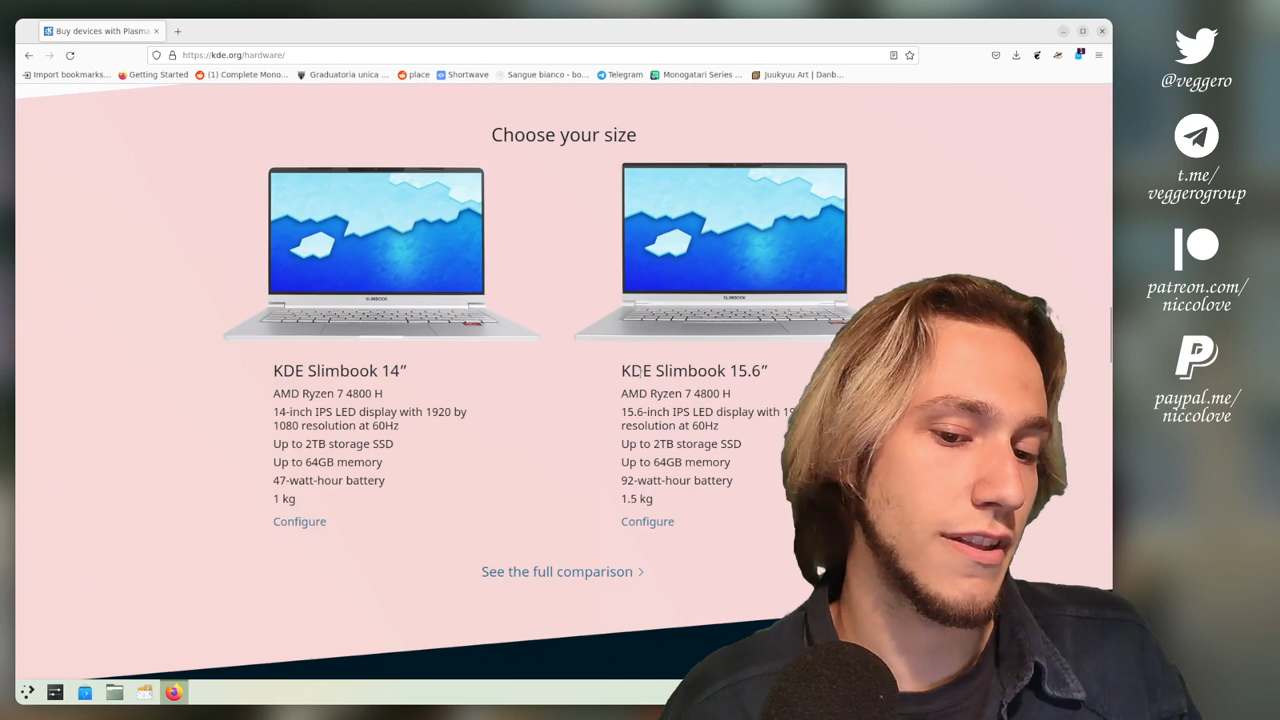 Buy devices with Plasma
https://kde.org/hardware/
Import bookmarks...
Getting Started
(1) Complete Mono...
Graduatoria unica ...
place
Shortwave
Sangue bianco - bo...
Telegram
Monogatari Series ...
Juukyuu Art | Danb...
Choose your size
SLIMBOOK
SLIMBOOK
KDE Slimbook 14”
AMD Ryzen 7 4800 H
14-inch IPS LED display with 1920 by
1080 resolution at 60Hz
Up to 2TB storage SSD
Up to 64GB memory
47-watt-hour battery
1 kg
Configure
KDE Slimbook 15.6”
AMD Ryzen 7 4800 H
15.6-inch IPS LED display with 19
resolution at 60Hz
Up to 2TB storage SSD
Up to 64GB memory
92-watt-hour battery
1.5 kg
Configure
See the full comparison
@veggero
t.me/
veggerogroup
patreon.com/
niccolove
paypal.me/
niccolove